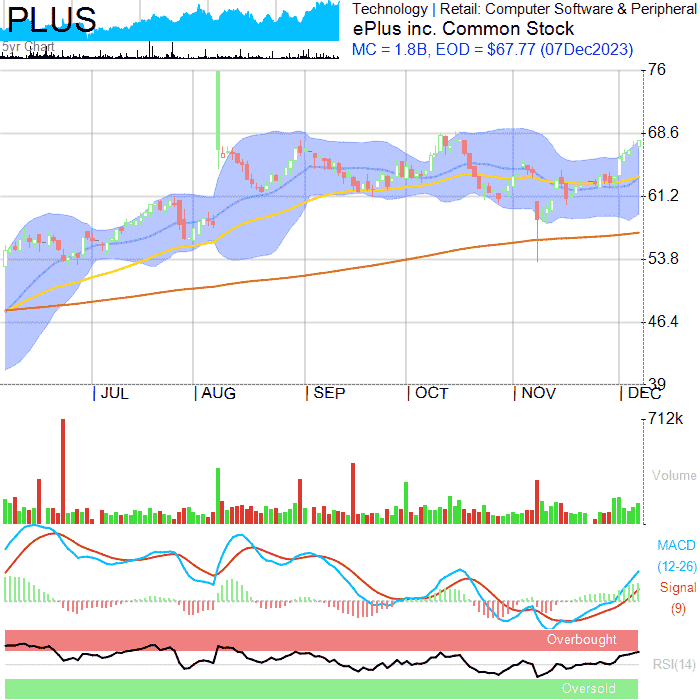 PLUS
5yr Chart
Technology | Retail: Computer Software & Peripheral
ePlus inc. Common Stock
MC = 1.8B, EOD = $67.77 (07Dec2023)
76
68.6
61.2
53.8
46.4
39
JUL AUG SEP OCT NOV DEC
712k
Volume
MACD
(12-26)
Signal
(9)
Overbought
RSI(14)
Oversold